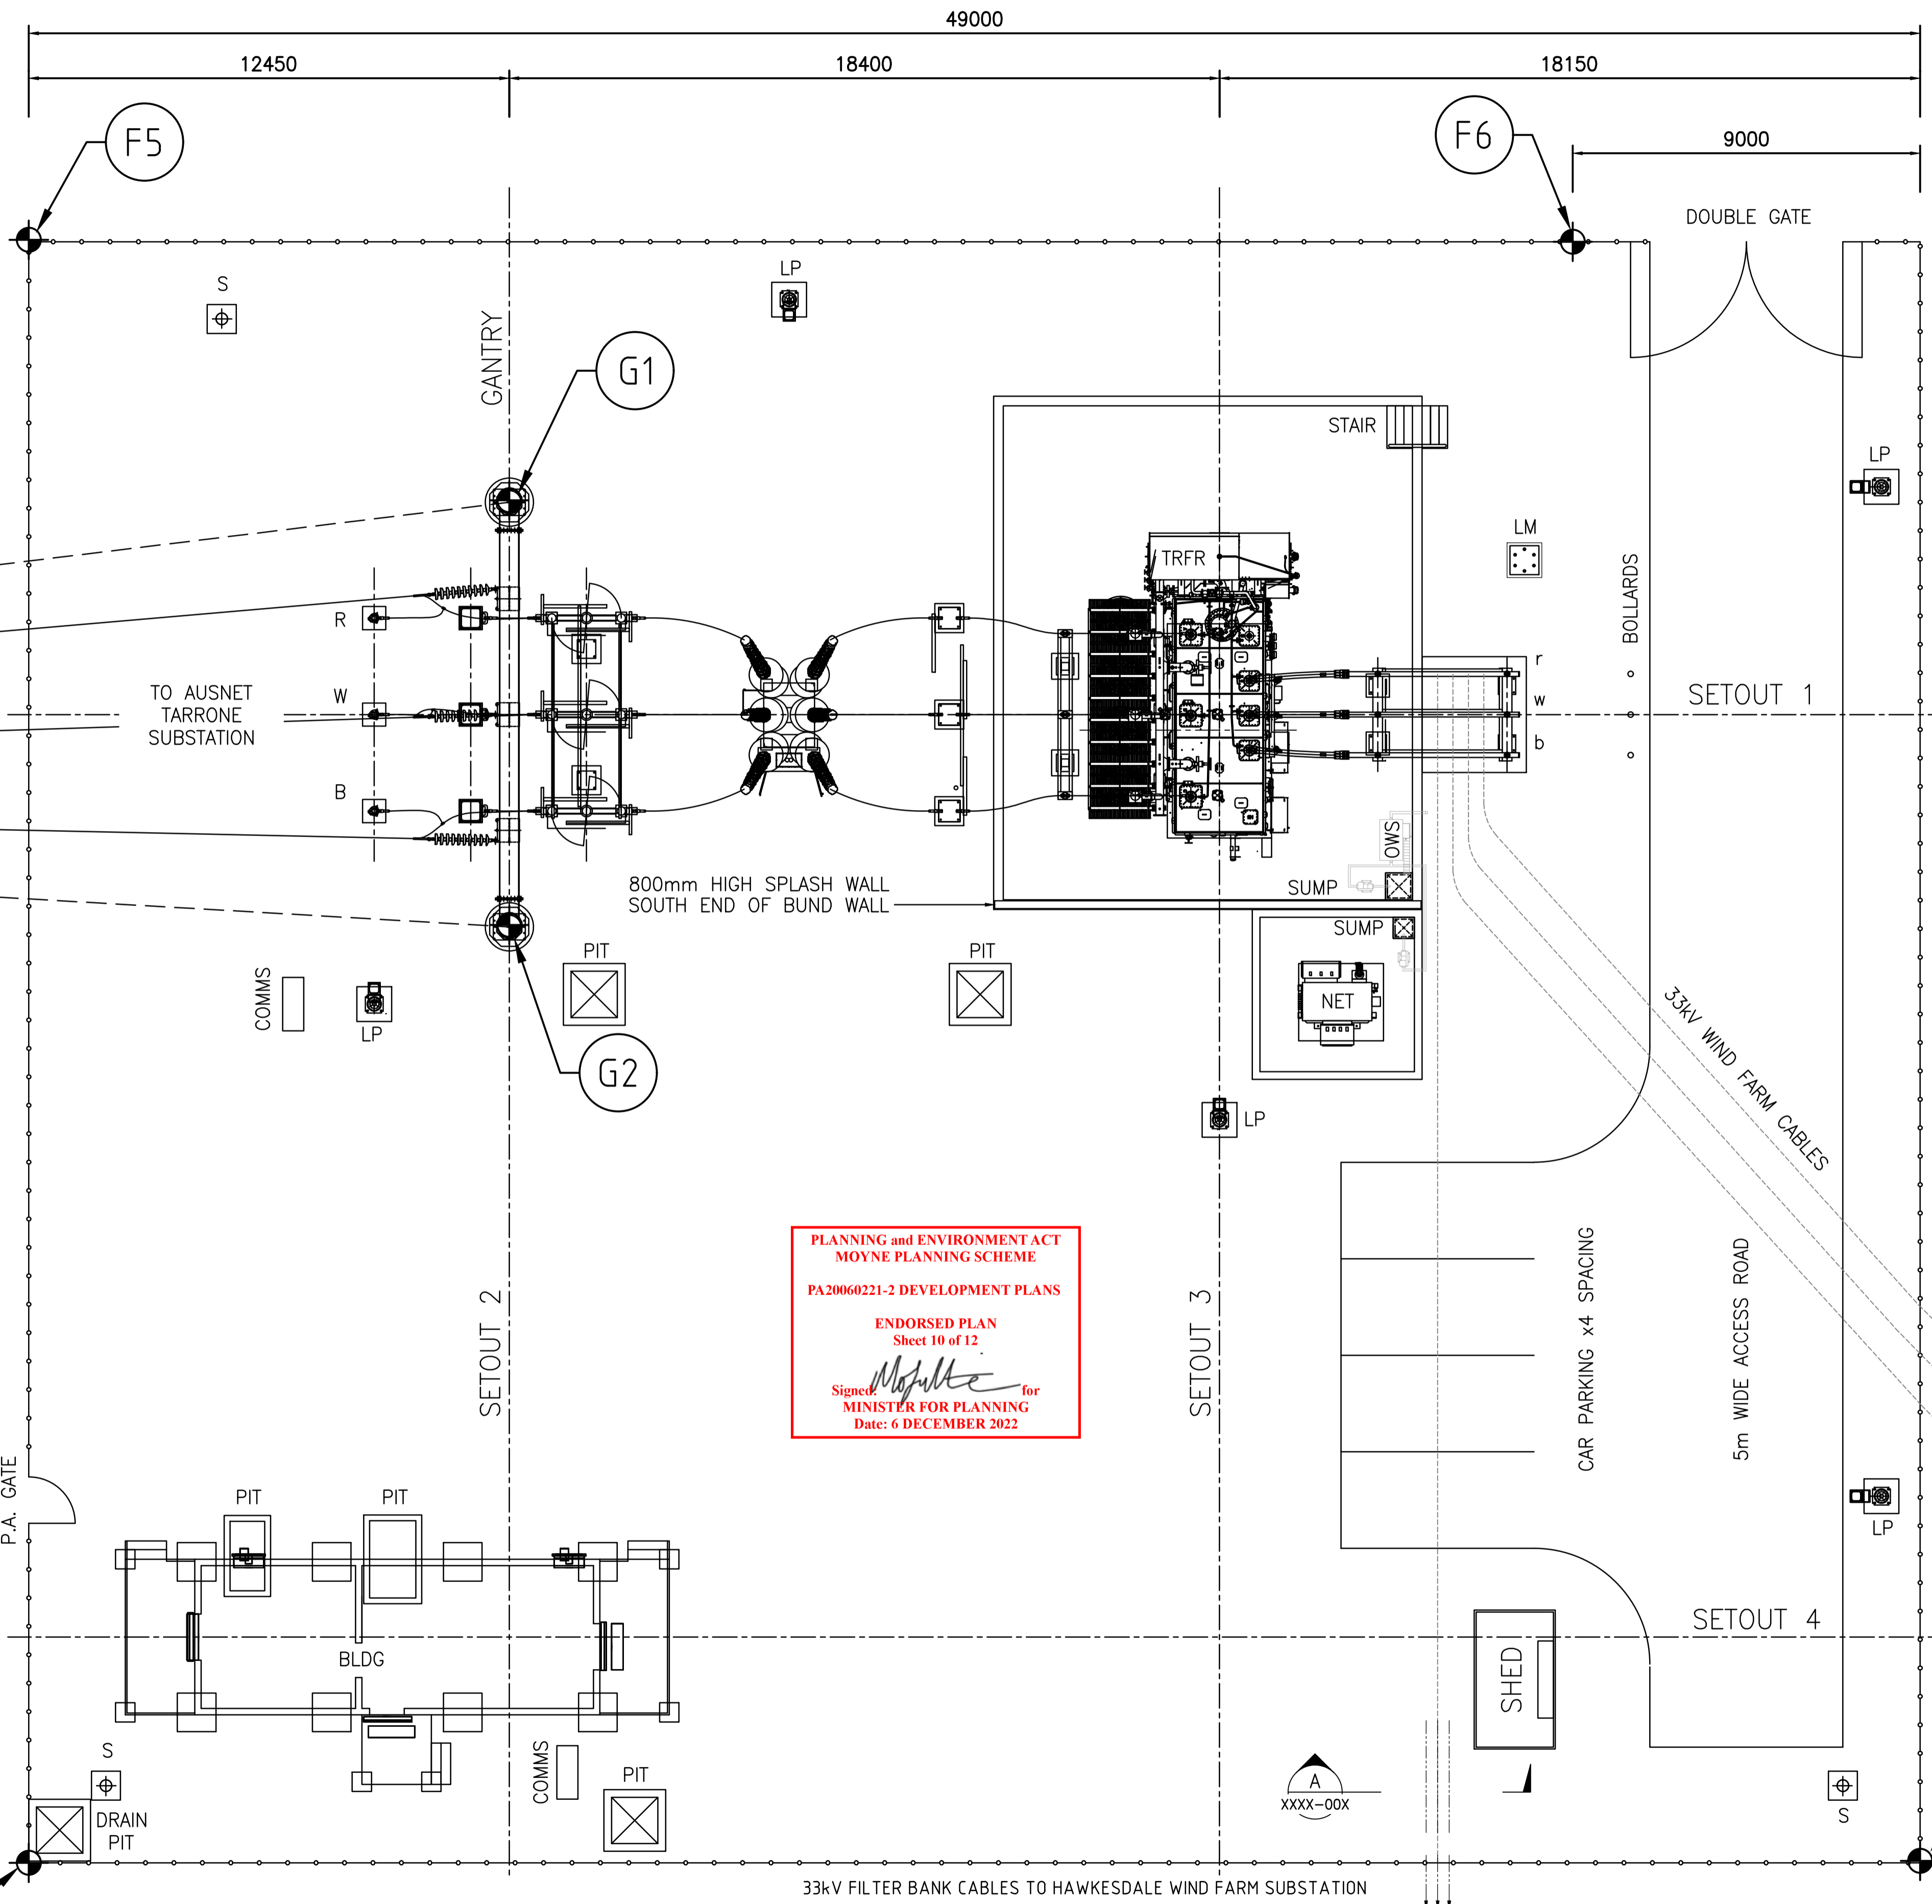 49000
12450
18400
18150
F5
F6
9000
DOUBLE GATE
S
LP
GANTRY
G1
STAIR
LP
LM
TRFR
BOLLARDS
R
r
TO AUSNET
TARRONE
SUBSTATION
W
w
SETOUT 1
b
B
OWS
800mm HIGH SPLASH WALL
SOUTH END OF BUND WALL
SUMP
SUMP
PIT
PIT
COMMS
LP
NET
33kV WIND FARM CABLES
G2
LP
PLANNING and ENVIRONMENT ACT
MOYNE PLANNING SCHEME
PA20060221-2 DEVELOPMENT PLANS
ENDORSED PLAN
Sheet 10 of 12
Signed: for
MINISTER FOR PLANNING
Date: 6 DECEMBER 2022
SETOUT 2
SETOUT 3
CAR PARKING x4 SPACING
5m WIDE ACCESS ROAD
P.A. GATE
PIT
PIT
LP
SETOUT 4
BLDG
SHED
S
COMMS
PIT
DRAIN
PIT
A
XXXX-00X
S
33kV FILTER BANK CABLES TO HAWKESDALE WIND FARM SUBSTATION